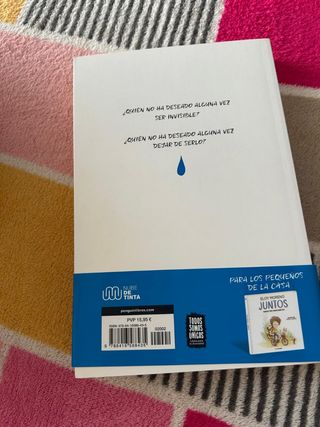 ¿QUIÉN NO HA DESEADO ALGUNA VEZ
SER INVISIBLE?
¿QUIÉN NO HA DESEADO ALGUNA VEZ
DEJAR DE SERLO?
NUBE
DE
TINTA
penguinlibros.com
PVP 15,95 €
02002
TODOS
SOMOS
ÚNICOS
PARA LOS PEQUEÑOS
DE LA CASA
ELOY MORENO
JUNTOS